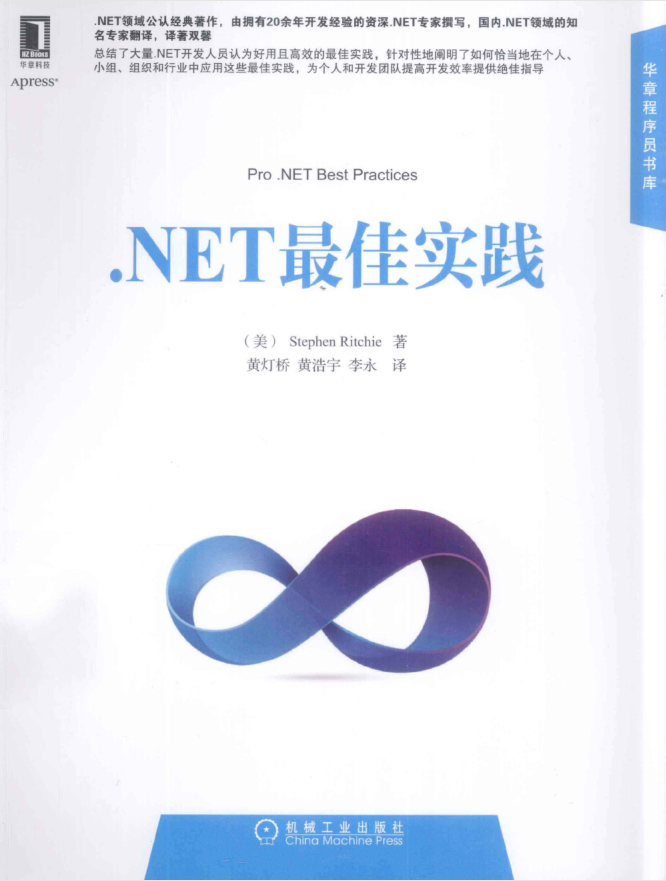 .NET领域公认经典著作，由拥有20余年开发经验的资深.NET专家撰写，国内.NET领域的知
名专家翻译，译著双馨
总结了大量.NET开发人员认为好用且高效的最佳实践，针对性地阐明了如何恰当地在个人、
小组、组织和行业中应用这些最佳实践，为个人和开发团队提高开发效率提供绝佳指导
HZ Books
华章科技
Apress®
华章程序员书库
Pro .NET Best Practices
.NET最佳实践
（美） Stephen Ritchie 著
黄灯桥 黄浩宇 李永 译
机械工业出版社
China Machine Press